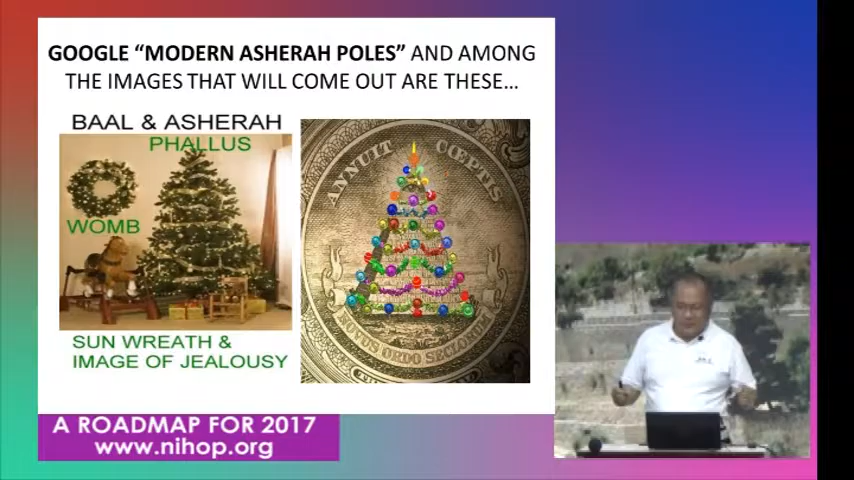 GOOGLE “MODERN ASHERAH POLES” AND AMONG
THE IMAGES THAT WILL COME OUT ARE THESE…
BAAL & ASHERAH
PHALLUS
WOMB
SUN WREATH &
IMAGE OF JEALOUSY
ANNUIT CŒPTIS
NOVUS ORDO SECLORUM
A ROADMAP FOR 2017
www.nihop.org